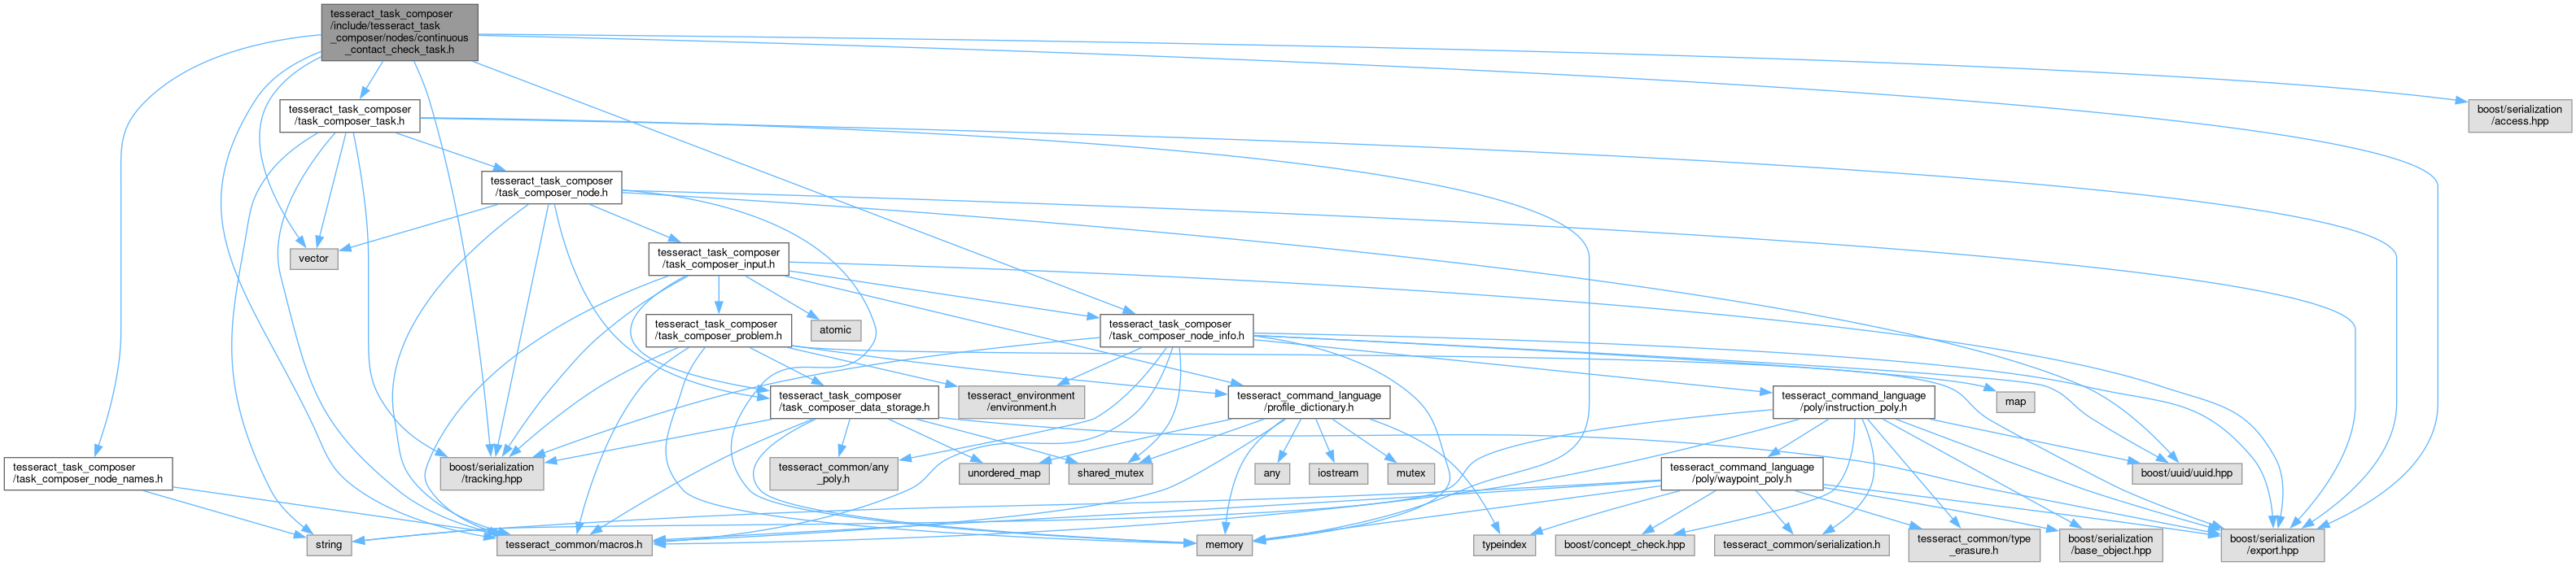 tesseract_task_composer
/include/tesseract_task
_composer/nodes/continuous
_contact_check_task.h
tesseract_task_composer
/task_composer_task.h
boost/serialization
/access.hpp
tesseract_task_composer
/task_composer_node.h
vector
tesseract_task_composer
/task_composer_input.h
tesseract_task_composer
/task_composer_problem.h
atomic
tesseract_task_composer
/task_composer_node_info.h
tesseract_task_composer
/task_composer_data_storage.h
tesseract_environment
/environment.h
tesseract_command_language
/profile_dictionary.h
tesseract_command_language
/poly/instruction_poly.h
map
tesseract_task_composer
/task_composer_node_names.h
boost/serialization
/tracking.hpp
tesseract_common/any
_poly.h
unordered_map
shared_mutex
any
iostream
mutex
tesseract_command_language
/poly/waypoint_poly.h
boost/uuid/uuid.hpp
string
tesseract_common/macros.h
memory
typeindex
boost/concept_check.hpp
tesseract_common/serialization.h
tesseract_common/type
_erasure.h
boost/serialization
/base_object.hpp
boost/serialization
/export.hpp